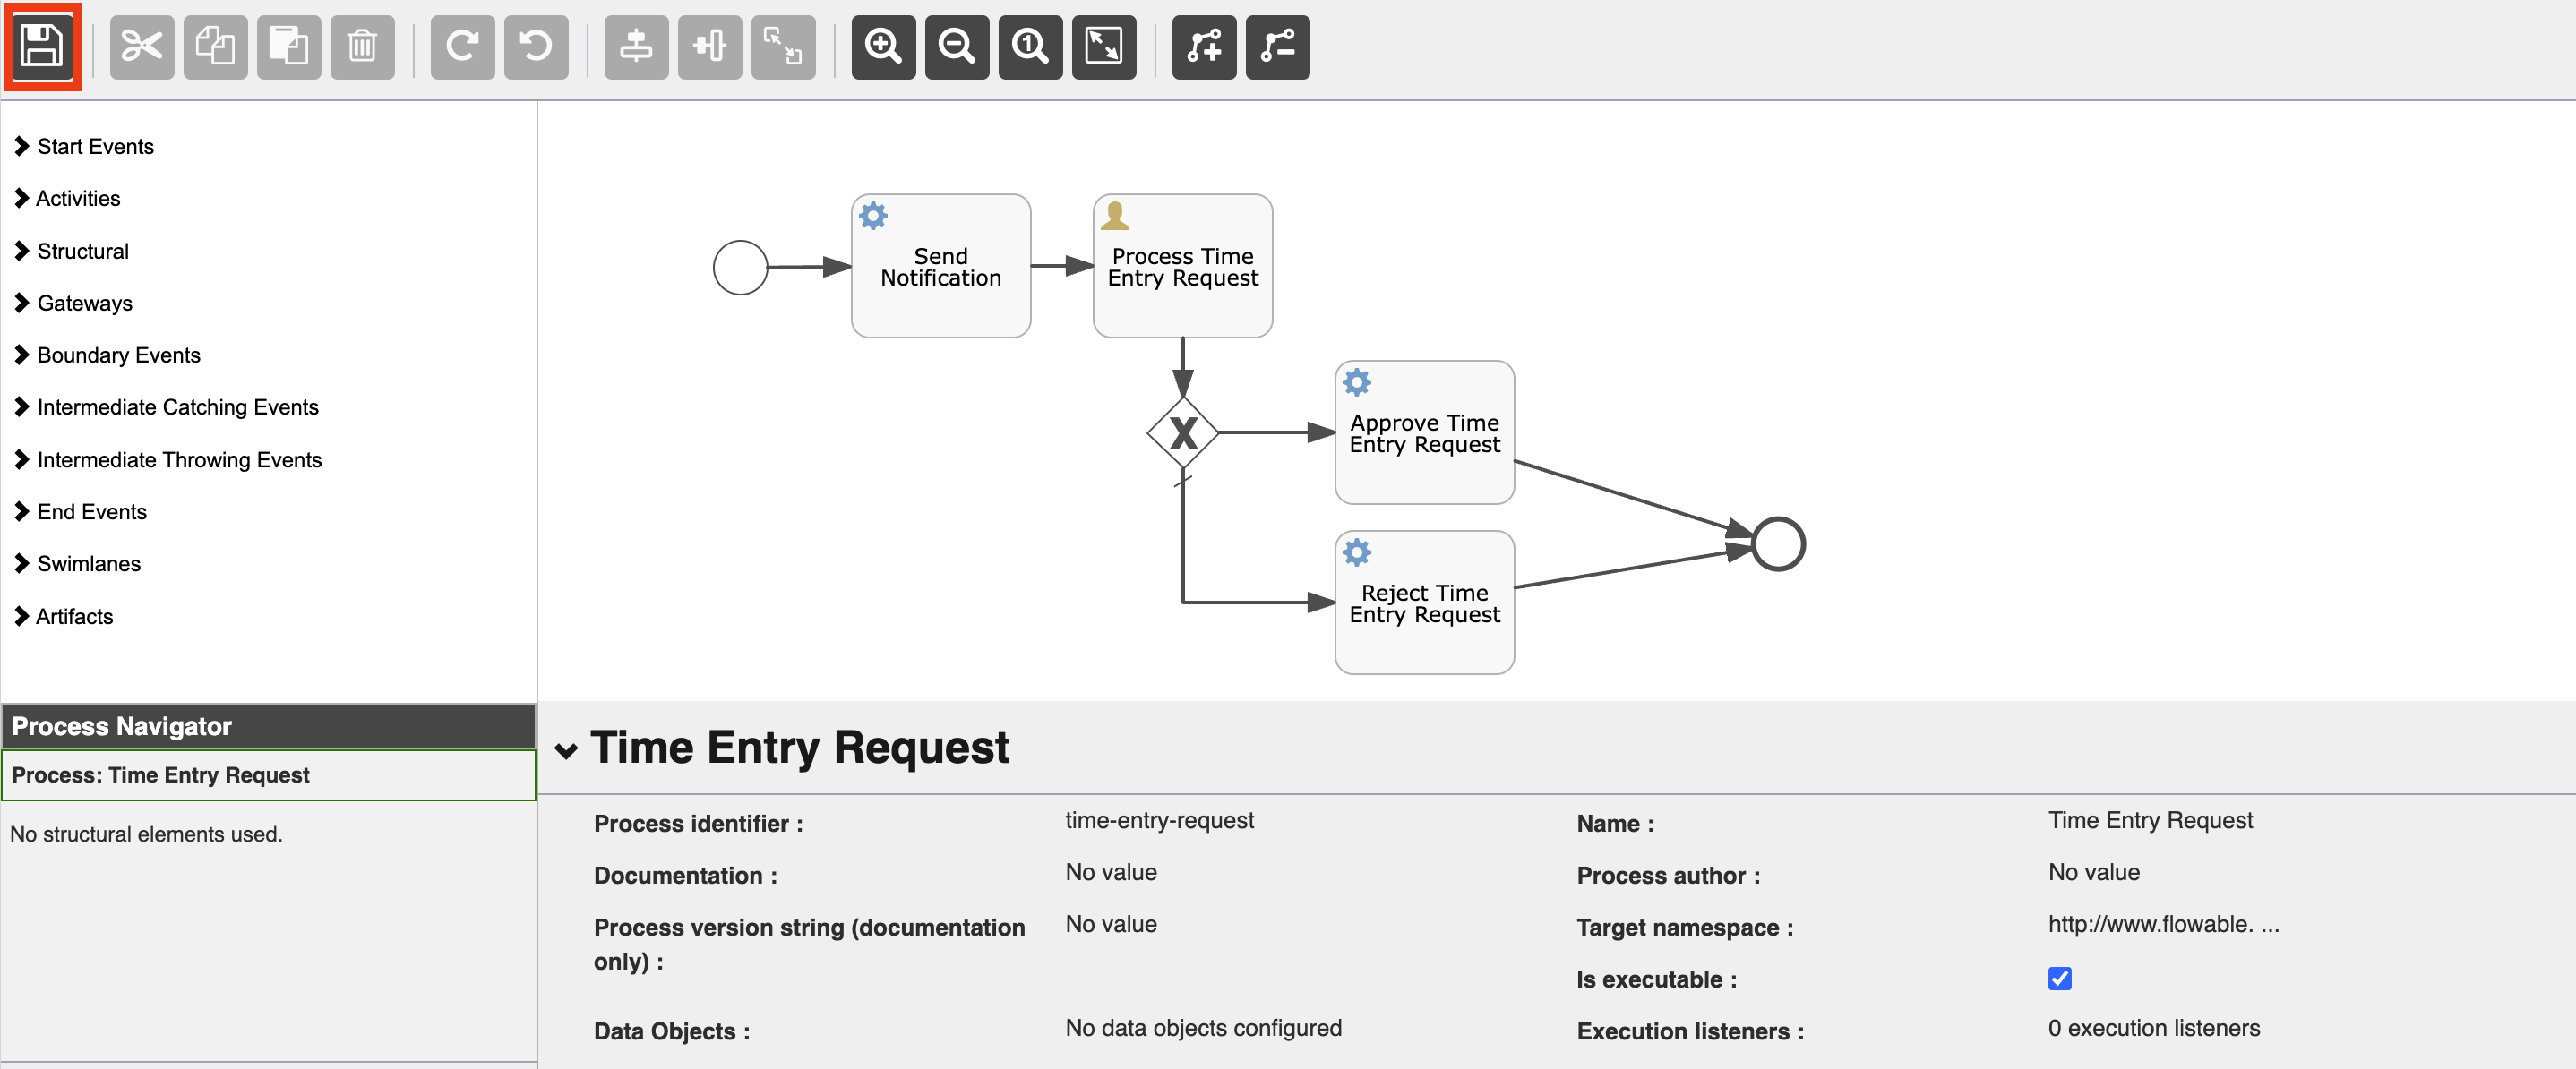 Start Events
Activities
Structural
Gateways
Boundary Events
Intermediate Catching Events
Intermediate Throwing Events
End Events
Swimlanes
Artifacts
Send
Notification
Process Time
Entry Request
X
Approve Time
Entry Request
Reject Time
Entry Request
Process Navigator
Process: Time Entry Request
No structural elements used.
Time Entry Request
Process identifier : time-entry-request
Name : Time Entry Request
Documentation : No value
Process author : No value
Process version string (documentation
only) : No value
Target namespace : http://www.flowable. ...
Is executable :
Data Objects : No data objects configured
Execution listeners : 0 execution listeners